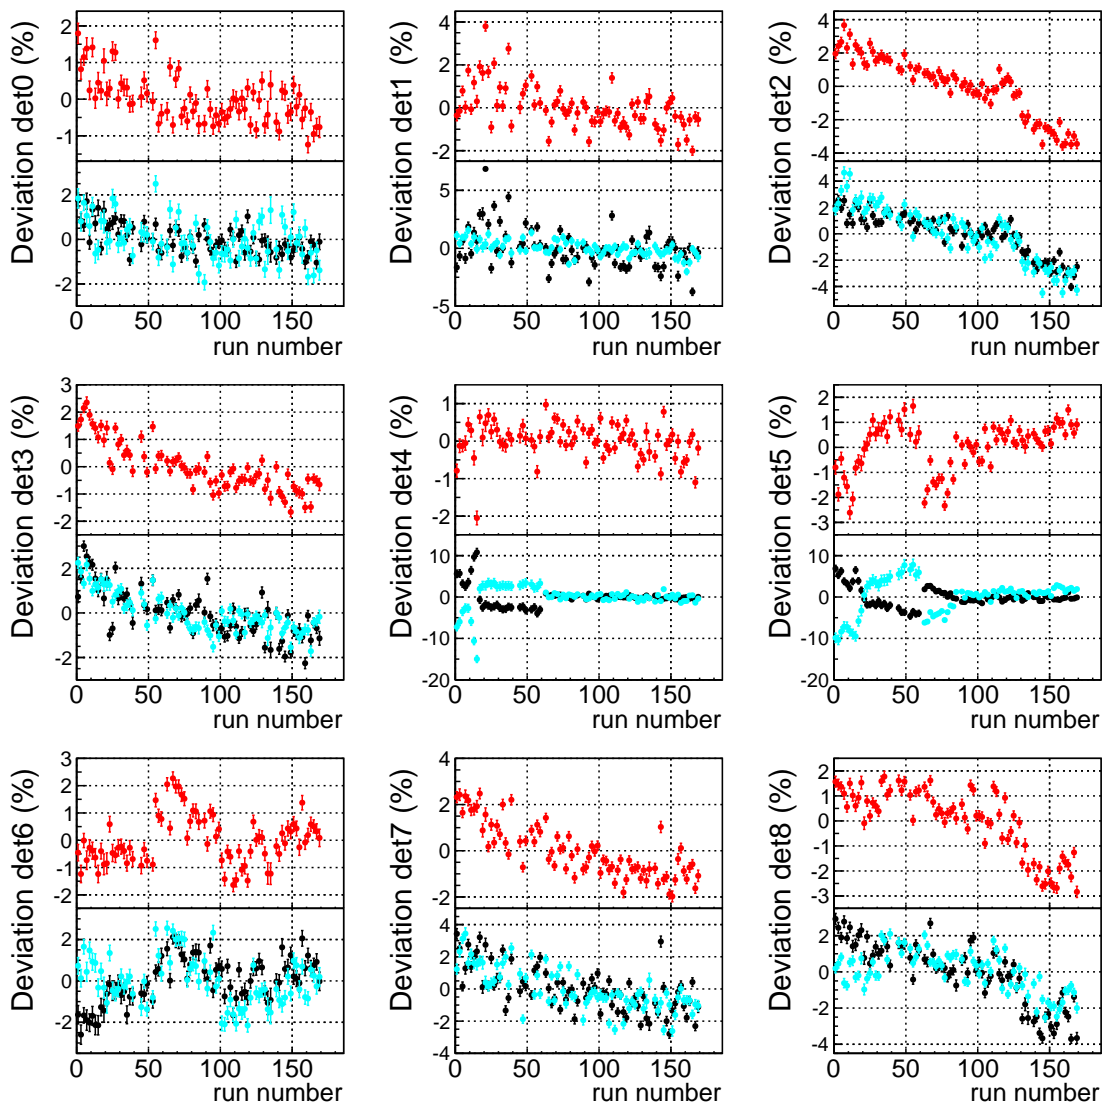 Deviation det0 (%)
2
1
0
-1
2
0
-2
0 50 100 150
run number
Deviation det1 (%)
4
2
0
-2
5
0
-5
0 50 100 150
run number
Deviation det2 (%)
4
2
0
-2
-4
4
2
0
-2
-4
0 50 100 150
run number
Deviation det3 (%)
3
2
1
0
-1
-2
2
0
-2
0 50 100 150
run number
Deviation det4 (%)
1
0
-1
-2
10
0
-10
-20
0 50 100 150
run number
Deviation det5 (%)
2
1
0
-1
-2
-3
10
0
-10
-20
0 50 100 150
run number
Deviation det6 (%)
3
2
1
0
-1
-2
2
0
-2
0 50 100 150
run number
Deviation det7 (%)
4
2
0
-2
4
2
0
-2
-4
0 50 100 150
run number
Deviation det8 (%)
2
1
0
-1
-2
-3
2
0
-2
-4
0 50 100 150
run number